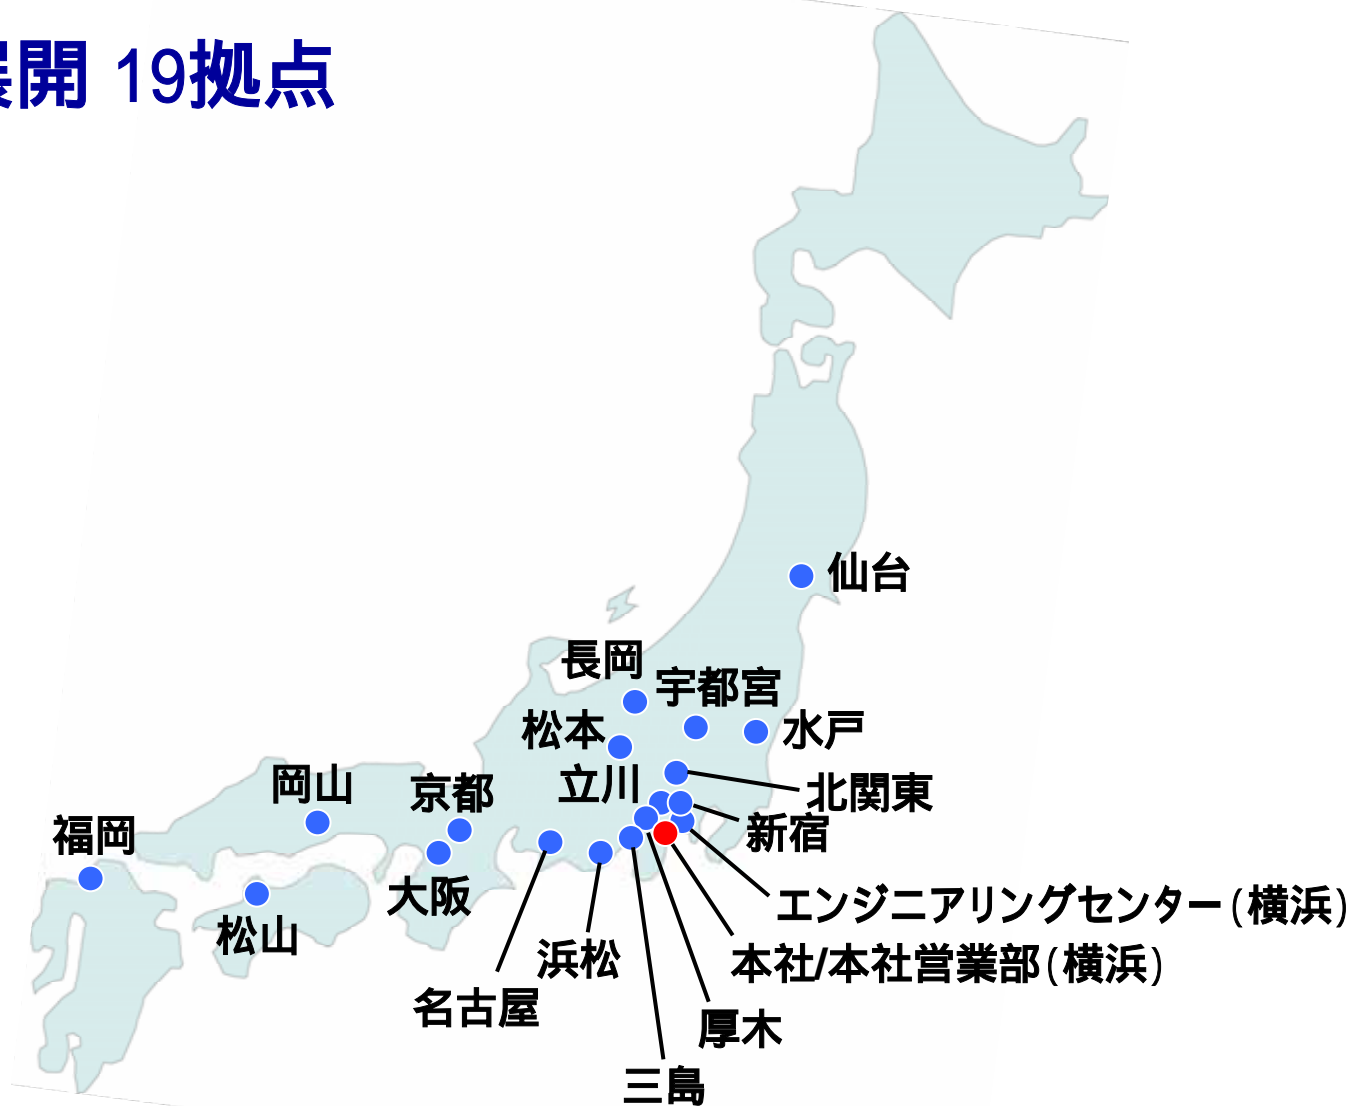 展開 19拠点
仙台
長岡
宇都宮
松本
水戸
立川
岡山
京都
北関東
福岡
新宿
大阪
エンジニアリングセンター(横浜)
松山
浜松
本社/本社営業部(横浜)
名古屋
厚木
三島